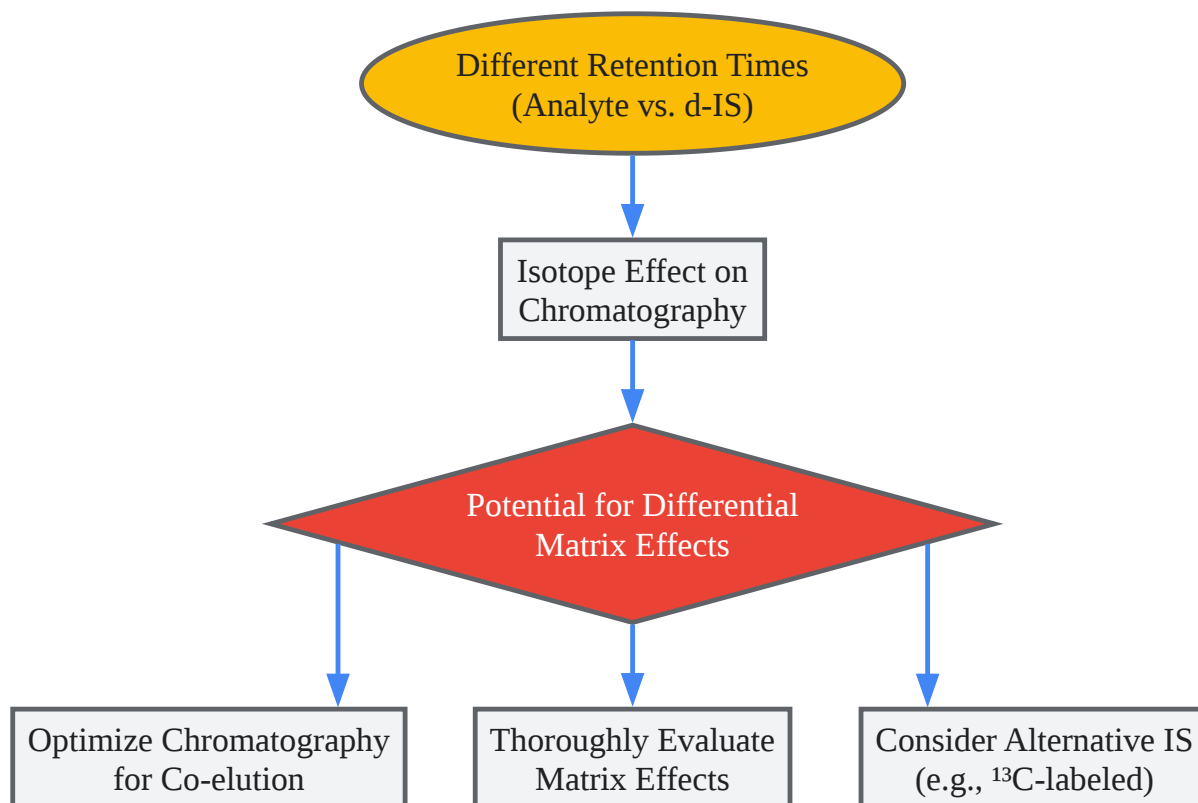 Different Retention Times
(Analyte vs. d-IS)
Isotope Effect on
Chromatography
Potential for Differential
Matrix Effects
Optimize Chromatography
for Co-elution
Thoroughly Evaluate
Matrix Effects
Consider Alternative IS
(e.g., ¹³C-labeled)